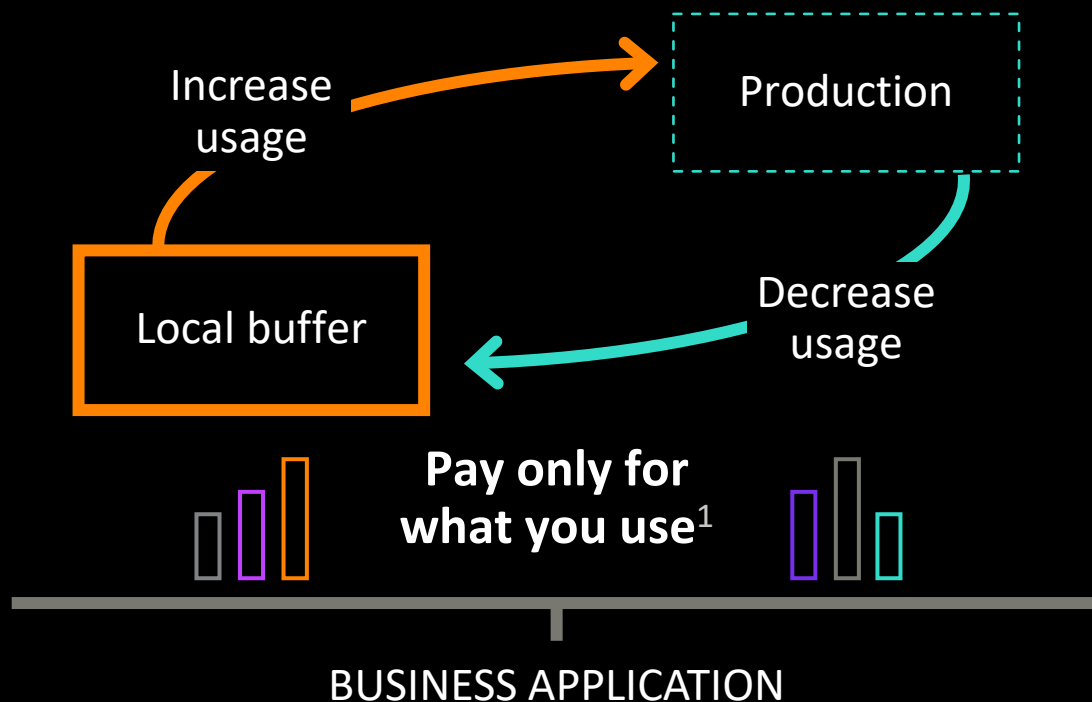 Increase
usage
Production
Local buffer
Decrease
usage
Pay only for
what you use1
BUSINESS APPLICATION